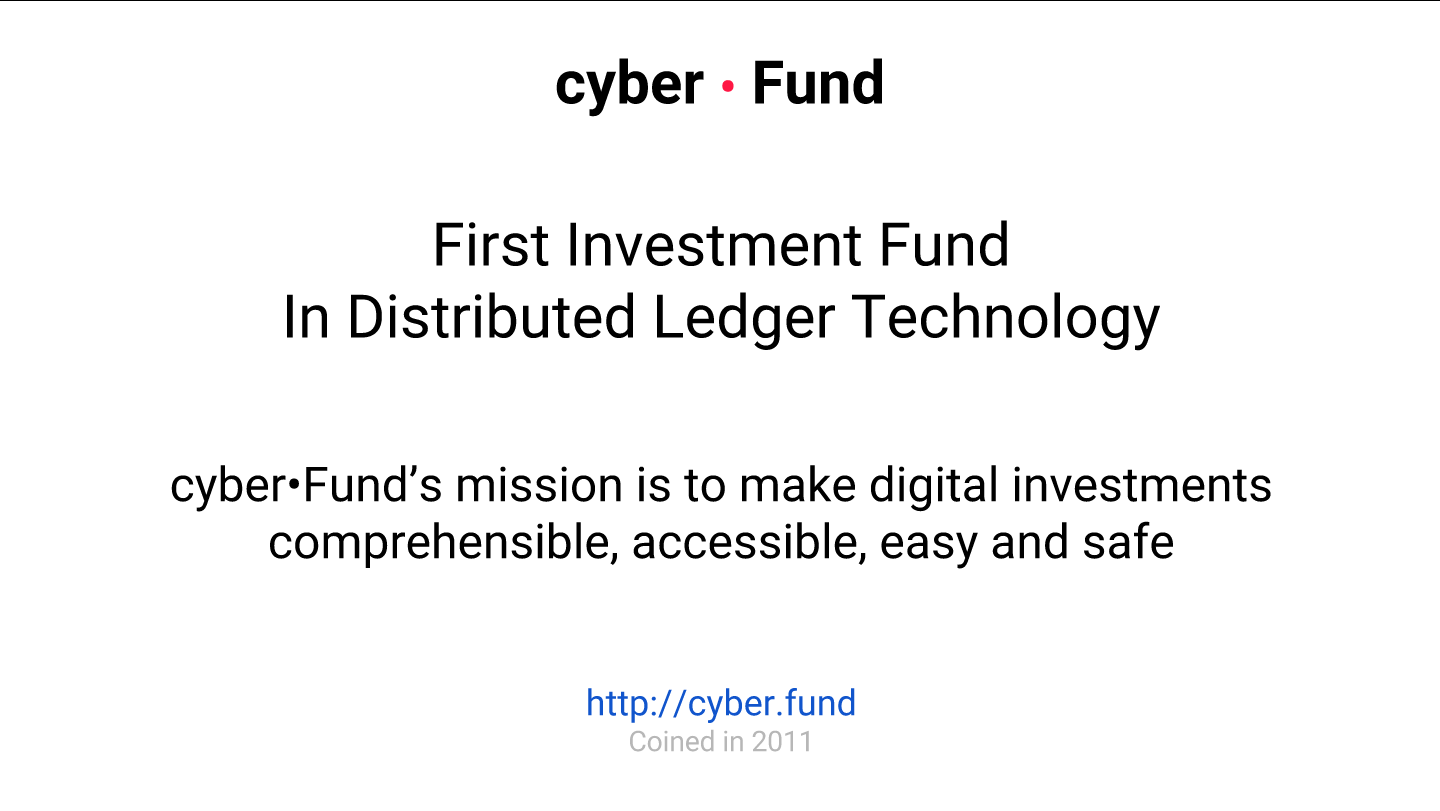 cyber • Fund
First Investment Fund
In Distributed Ledger Technology
cyber•Fund’s mission is to make digital investments
comprehensible, accessible, easy and safe
http://cyber.fund
Coined in 2011